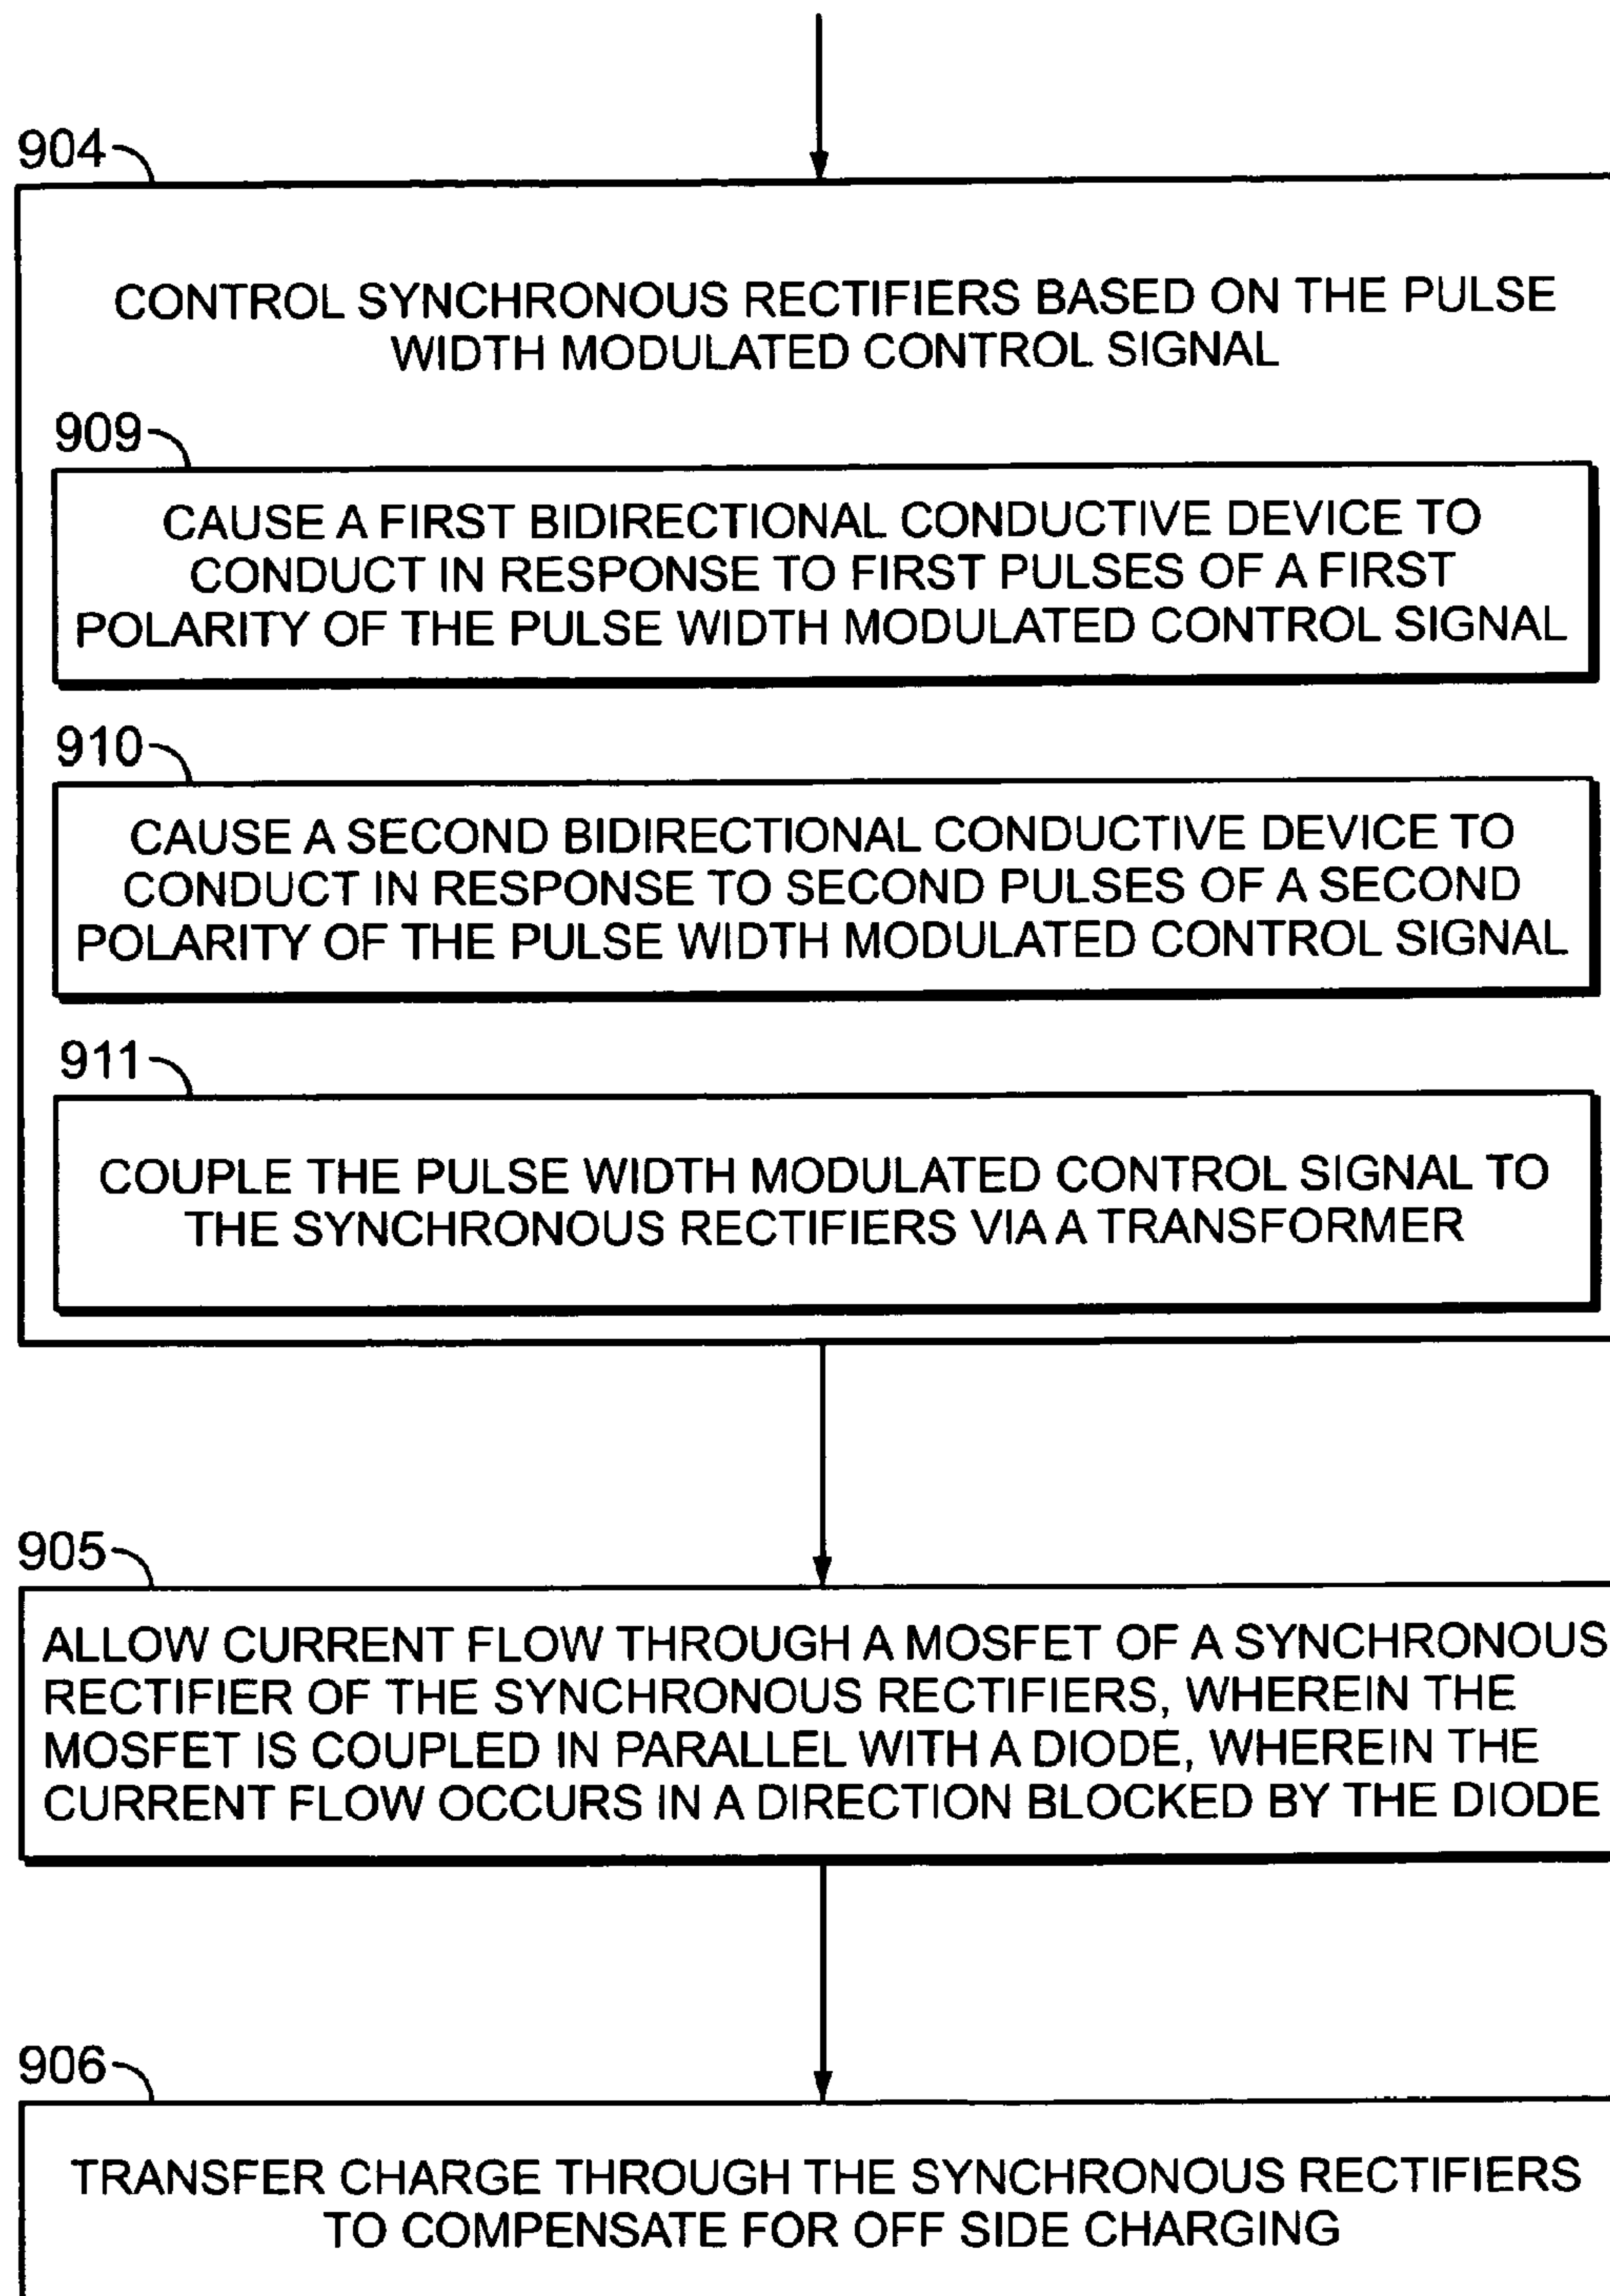 904
CONTROL SYNCHRONOUS RECTIFIERS BASED ON THE PULSE
WIDTH MODULATED CONTROL SIGNAL
909
CAUSE A FIRST BIDIRECTIONAL CONDUCTIVE DEVICE TO
CONDUCT IN RESPONSE TO FIRST PULSES OF A FIRST
POLARITY OF THE PULSE WIDTH MODULATED CONTROL SIGNAL
910
CAUSE A SECOND BIDIRECTIONAL CONDUCTIVE DEVICE TO
CONDUCT IN RESPONSE TO SECOND PULSES OF A SECOND
POLARITY OF THE PULSE WIDTH MODULATED CONTROL SIGNAL
911
COUPLE THE PULSE WIDTH MODULATED CONTROL SIGNAL TO
THE SYNCHRONOUS RECTIFIERS VIA A TRANSFORMER
905
ALLOW CURRENT FLOW THROUGH A MOSFET OF A SYNCHRONOUS
RECTIFIER OF THE SYNCHRONOUS RECTIFIERS, WHEREIN THE
MOSFET IS COUPLED IN PARALLEL WITH A DIODE, WHEREIN THE
CURRENT FLOW OCCURS IN A DIRECTION BLOCKED BY THE DIODE
906
TRANSFER CHARGE THROUGH THE SYNCHRONOUS RECTIFIERS
TO COMPENSATE FOR OFF SIDE CHARGING